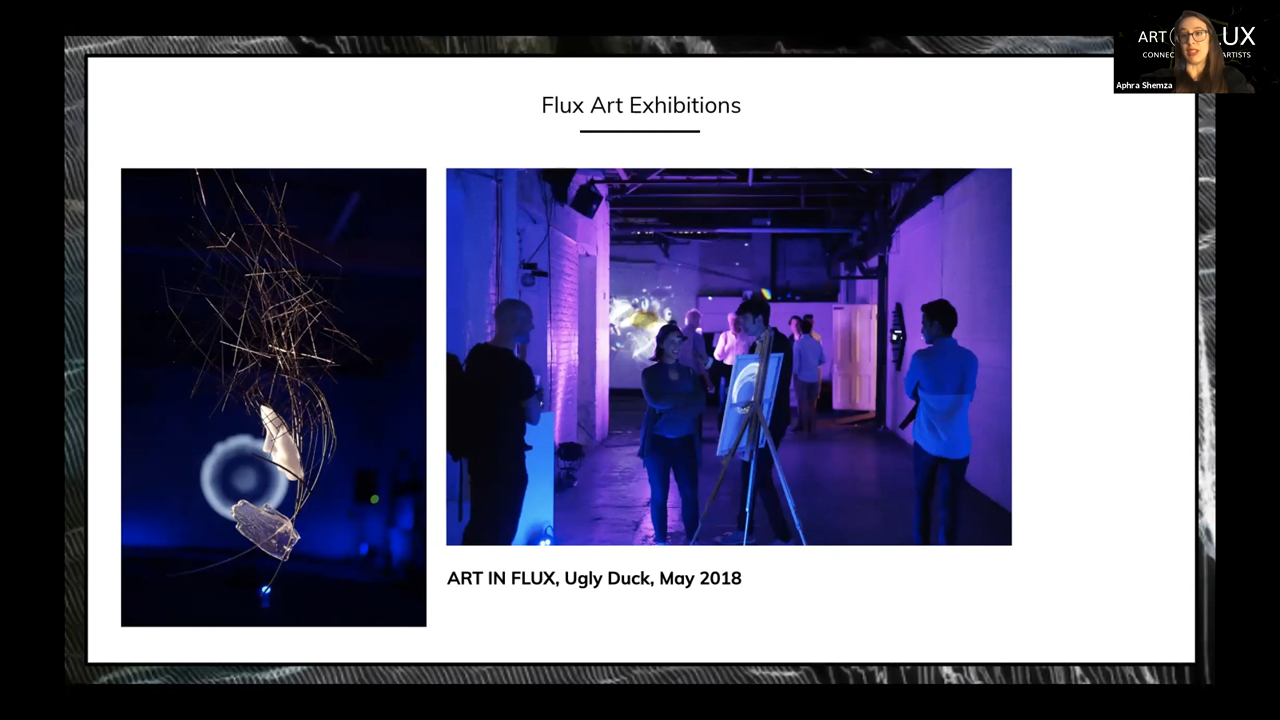 Flux Art Exhibitions
ART IN FLUX, Ugly Duck, May 2018
ART UX
CONNEC ARTISTS
Aphra Shemza